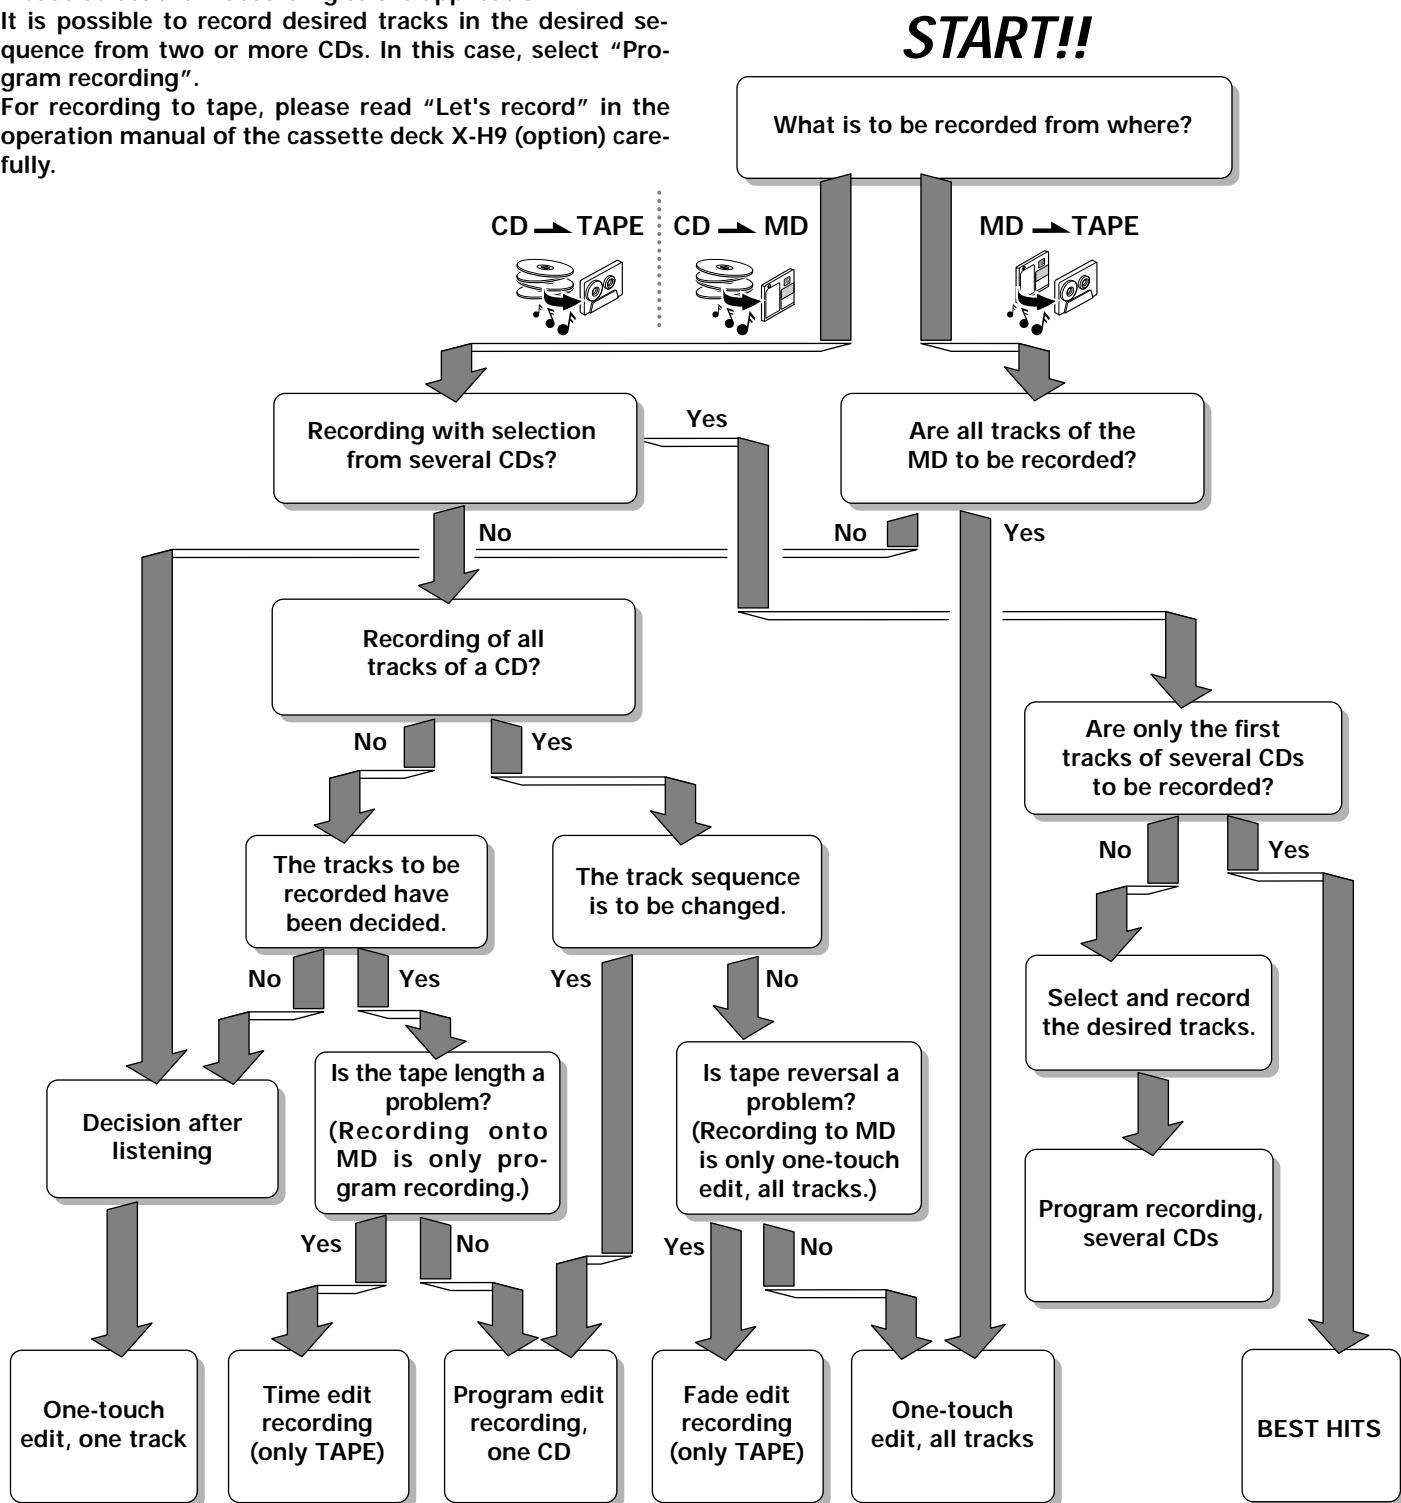 It is possible to record desired tracks in the desired se-
quence from two or more CDs. In this case, select “Pro-
gram recording”.
For recording to tape, please read “Let's record” in the
operation manual of the cassette deck X-H9 (option) care-
fully.
START!!
What is to be recorded from where?
CD TAPE
CD MD
MD TAPE
Recording with selection
from several CDs?
Yes
Are all tracks of the
MD to be recorded?
No
No
Yes
Recording of all
tracks of a CD?
No
Yes
Are only the first
tracks of several CDs
to be recorded?
No
Yes
The tracks to be
recorded have
been decided.
The track sequence
is to be changed.
No
Yes
Yes
No
Select and record
the desired tracks.
Is the tape length a
problem?
(Recording onto
MD is only pro-
gram recording.)
Is tape reversal a
problem?
(Recording to MD
is only one-touch
edit, all tracks.)
Decision after
listening
Program recording,
several CDs
Yes
No
Yes
No
One-touch
edit, one track
Time edit
recording
(only TAPE)
Program edit
recording,
one CD
Fade edit
recording
(only TAPE)
One-touch
edit, all tracks
BEST HITS